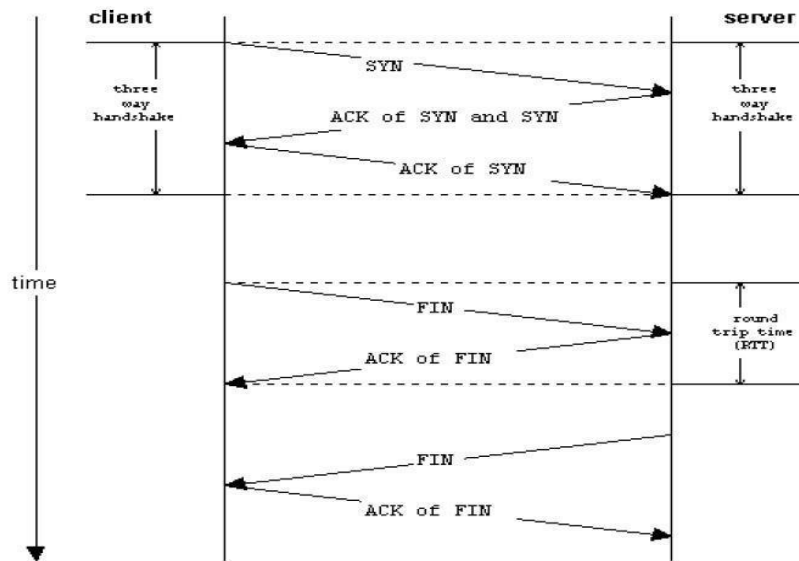 client
server
SYN
three
way
handshake
three
way
handshake
ACK of SYN and SYN
ACK of SYN
time
FIN
round
trip time
(RTT)
ACK of FIN
FIN
ACK of FIN